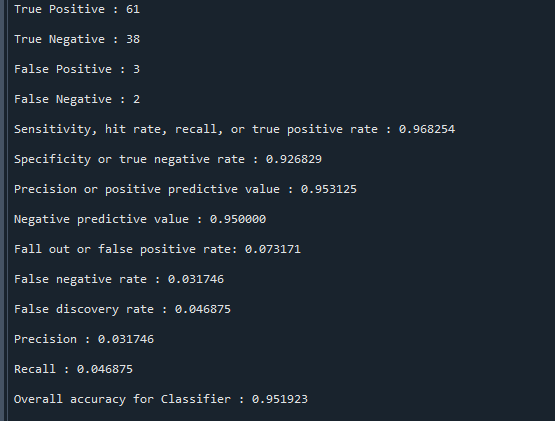 True Positive : 61
True Negative : 38
False Positive : 3
False Negative : 2
Sensitivity, hit rate, recall, or true positive rate : 0.968254
Specificity or true negative rate : 0.926829
Precision or positive predictive value : 0.953125
Negative predictive value : 0.950000
Fall out or false positive rate: 0.073171
False negative rate : 0.031746
False discovery rate : 0.046875
Precision : 0.031746
Recall : 0.046875
Overall accuracy for Classifier : 0.951923